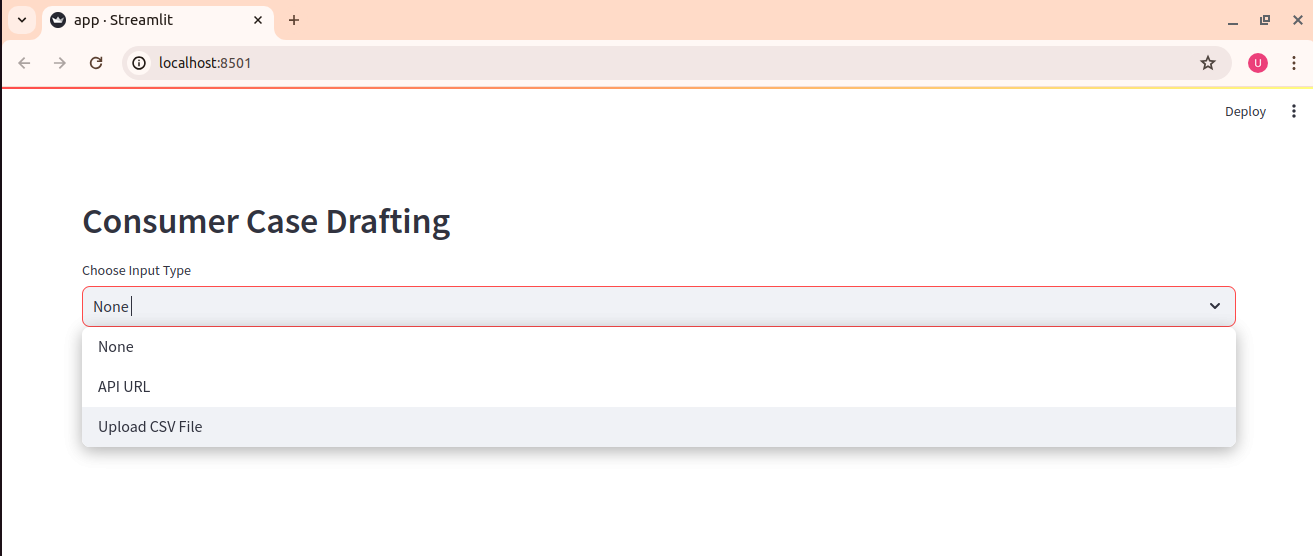 app · Streamlit
localhost:8501
U
Deploy
Consumer Case Drafting
Choose Input Type
None
None
API URL
Upload CSV File